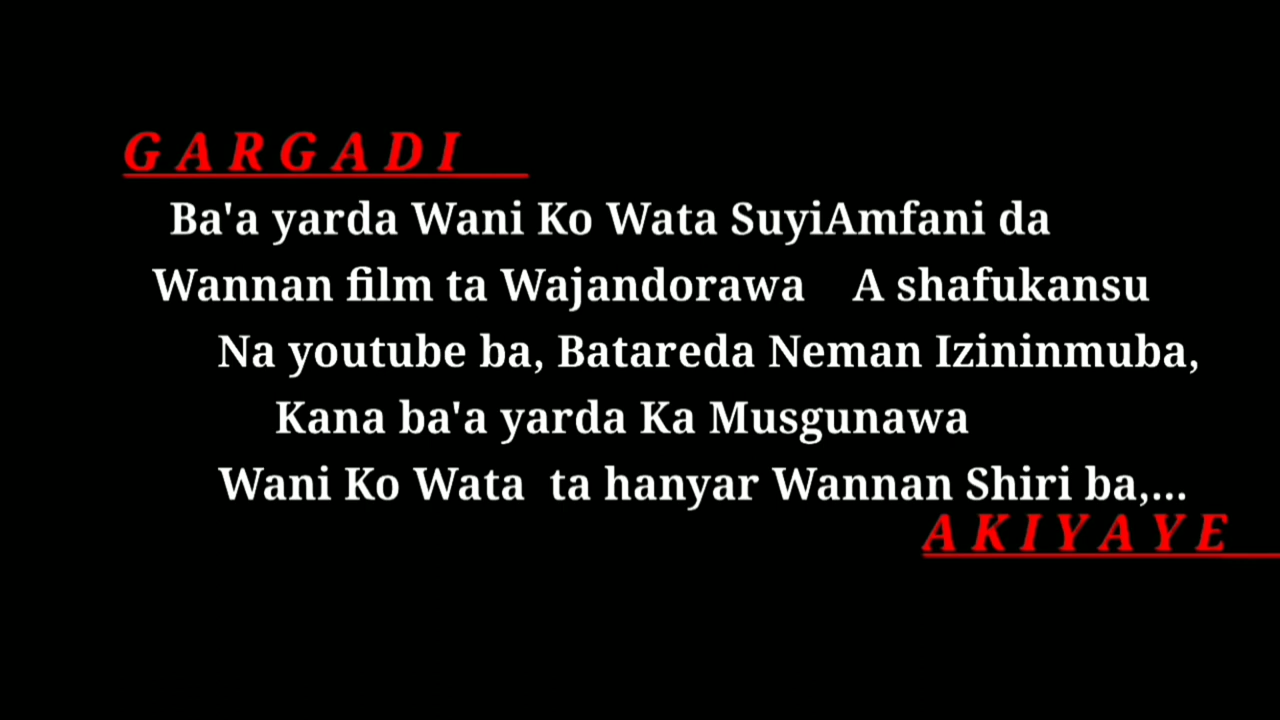 GARGADI
Ba'a yarda Wani Ko Wata SuyiAmfani da
Wannan film ta Wajandorawa A shafukansu
Na youtube ba, Batareda Neman Izininmuba,
Kana ba'a yarda Ka Musgunawa
Wani Ko Wata ta hanyar Wannan Shiri ba,...
AKIYAYE